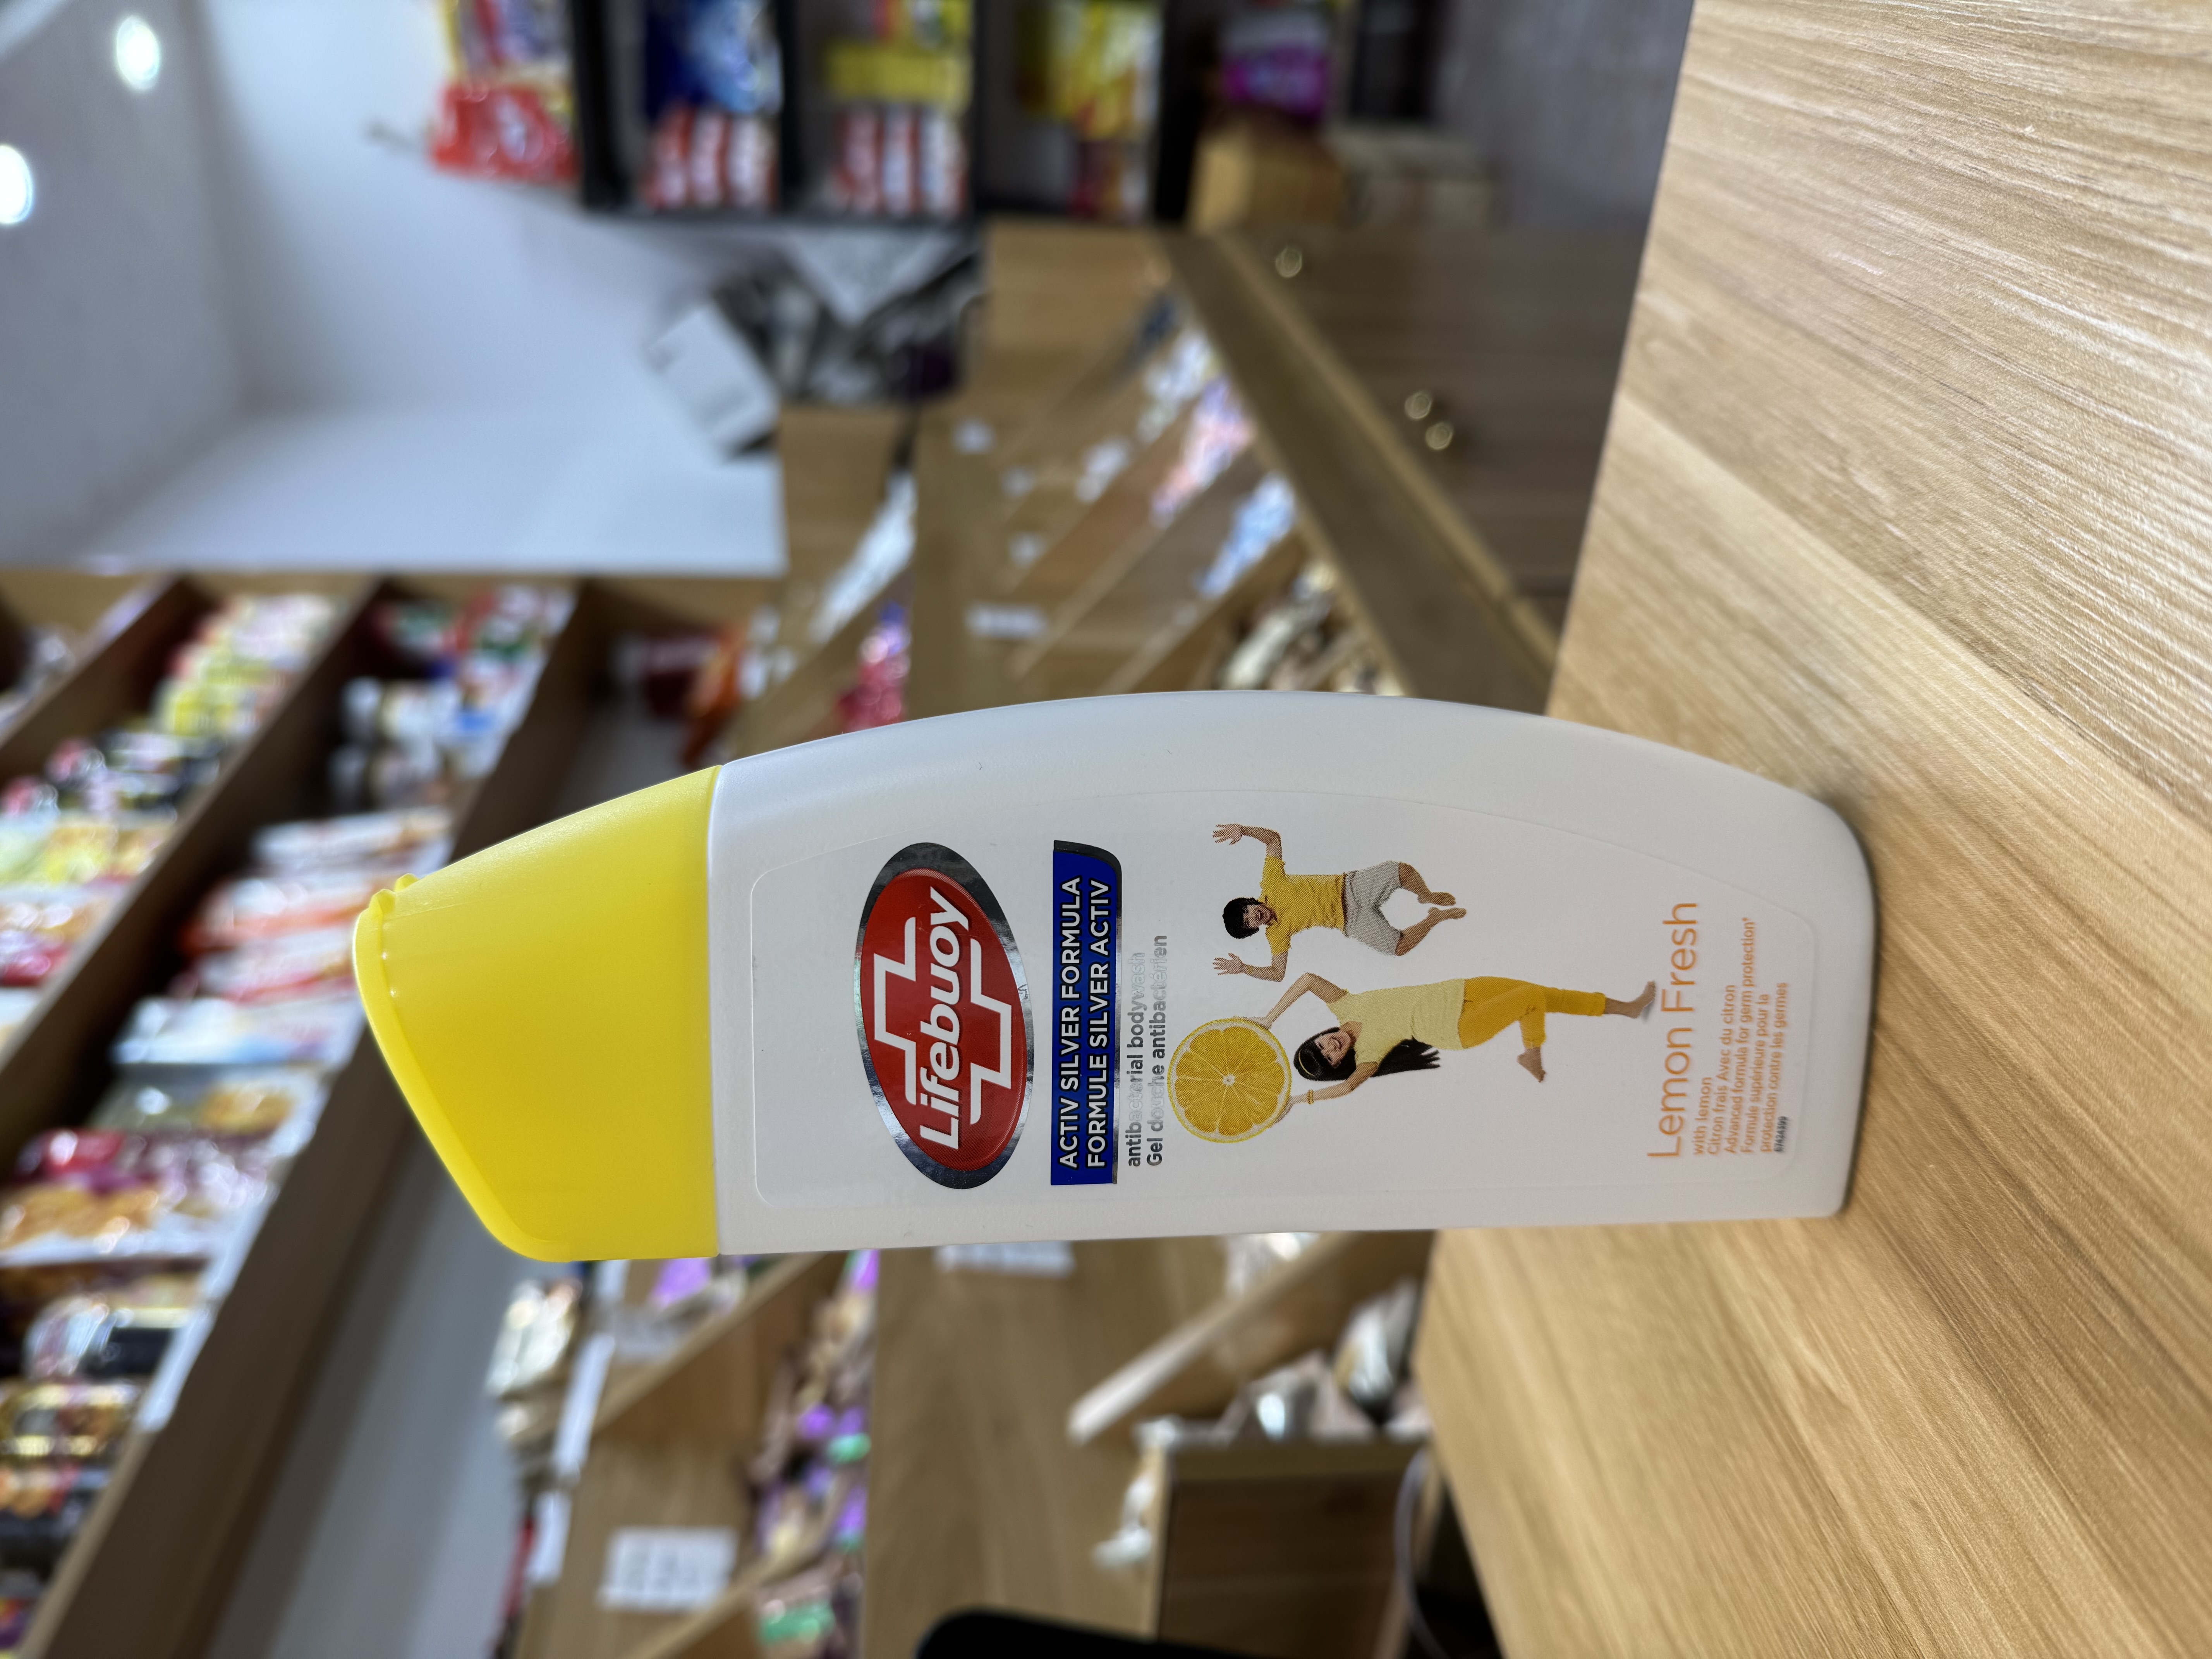 Lifebuoy
ACTIV SILVER FORMULA
FORMULE SILVER ACTIV
antibacterial bodywash
Gel douche antibactérien
Lemon Fresh
with lemon
Citron frais Avec du citron
Advanced formula for germ protection†
Formule supérieure pour la
protection contre les germes